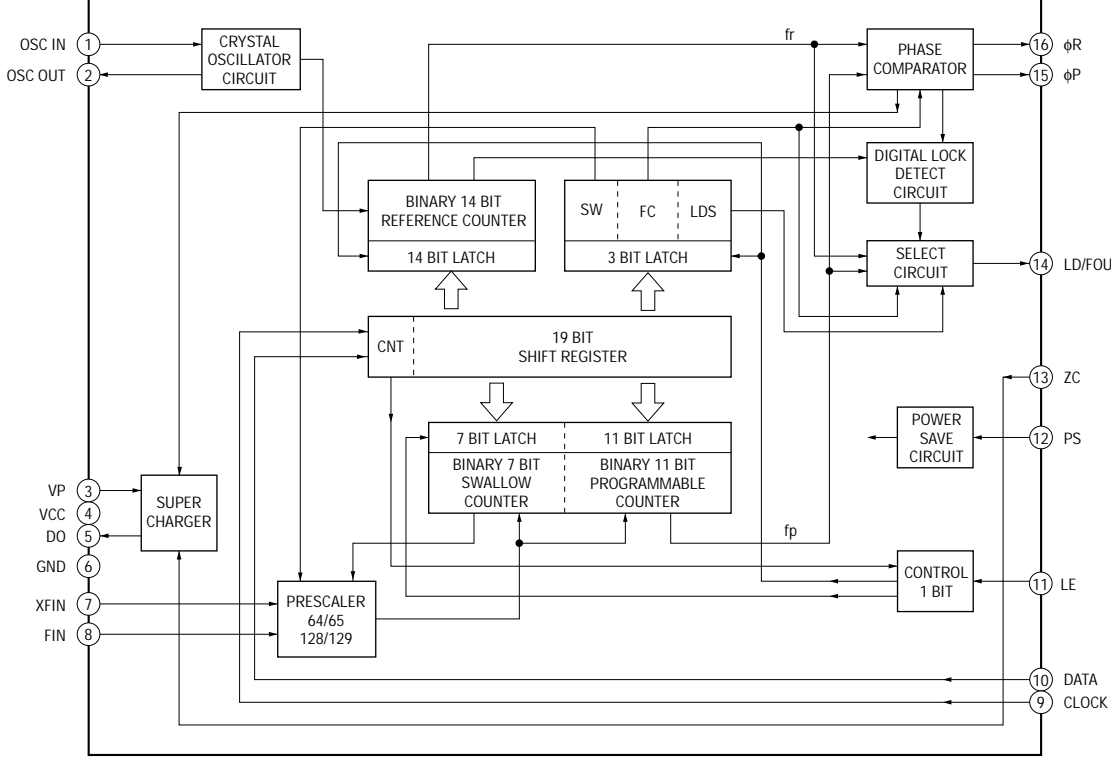 OSC IN
1
OSC OUT
2
CRYSTAL
OSCILLATOR
CIRCUIT
fr
PHASE
COMPARATOR
16
ϕR
15
ϕP
DIGITAL LOCK
DETECT
CIRCUIT
BINARY 14 BIT
REFERENCE COUNTER
14 BIT LATCH
SW
FC
LDS
3 BIT LATCH
SELECT
CIRCUIT
14
LD/FOU
CNT
19 BIT
SHIFT REGISTER
13
ZC
7 BIT LATCH
11 BIT LATCH
BINARY 7 BIT
SWALLOW
COUNTER
BINARY 11 BIT
PROGRAMMABLE
COUNTER
POWER
SAVE
CIRCUIT
12
PS
VP
3
VCC
4
DO
5
GND
6
SUPER
CHARGER
fp
CONTROL
1 BIT
11
LE
XFIN
7
FIN
8
PRESCALER
64/65
128/129
10
DATA
9
CLOCK